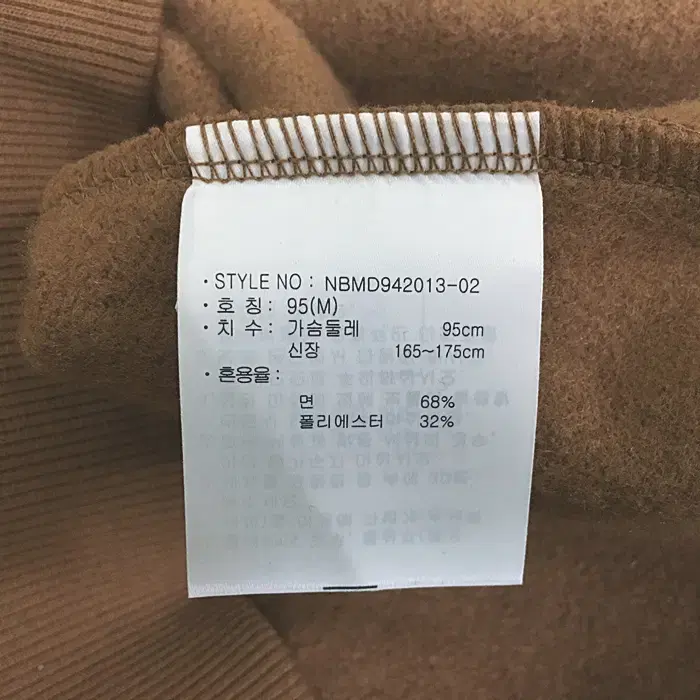 · STYLE NO : NBMD942013-02
· 호 칭 : 95(M)
· 치 수 : 가슴둘레 95cm
신장 165~175cm
· 혼용율 :
면 68%
폴리에스터 32%